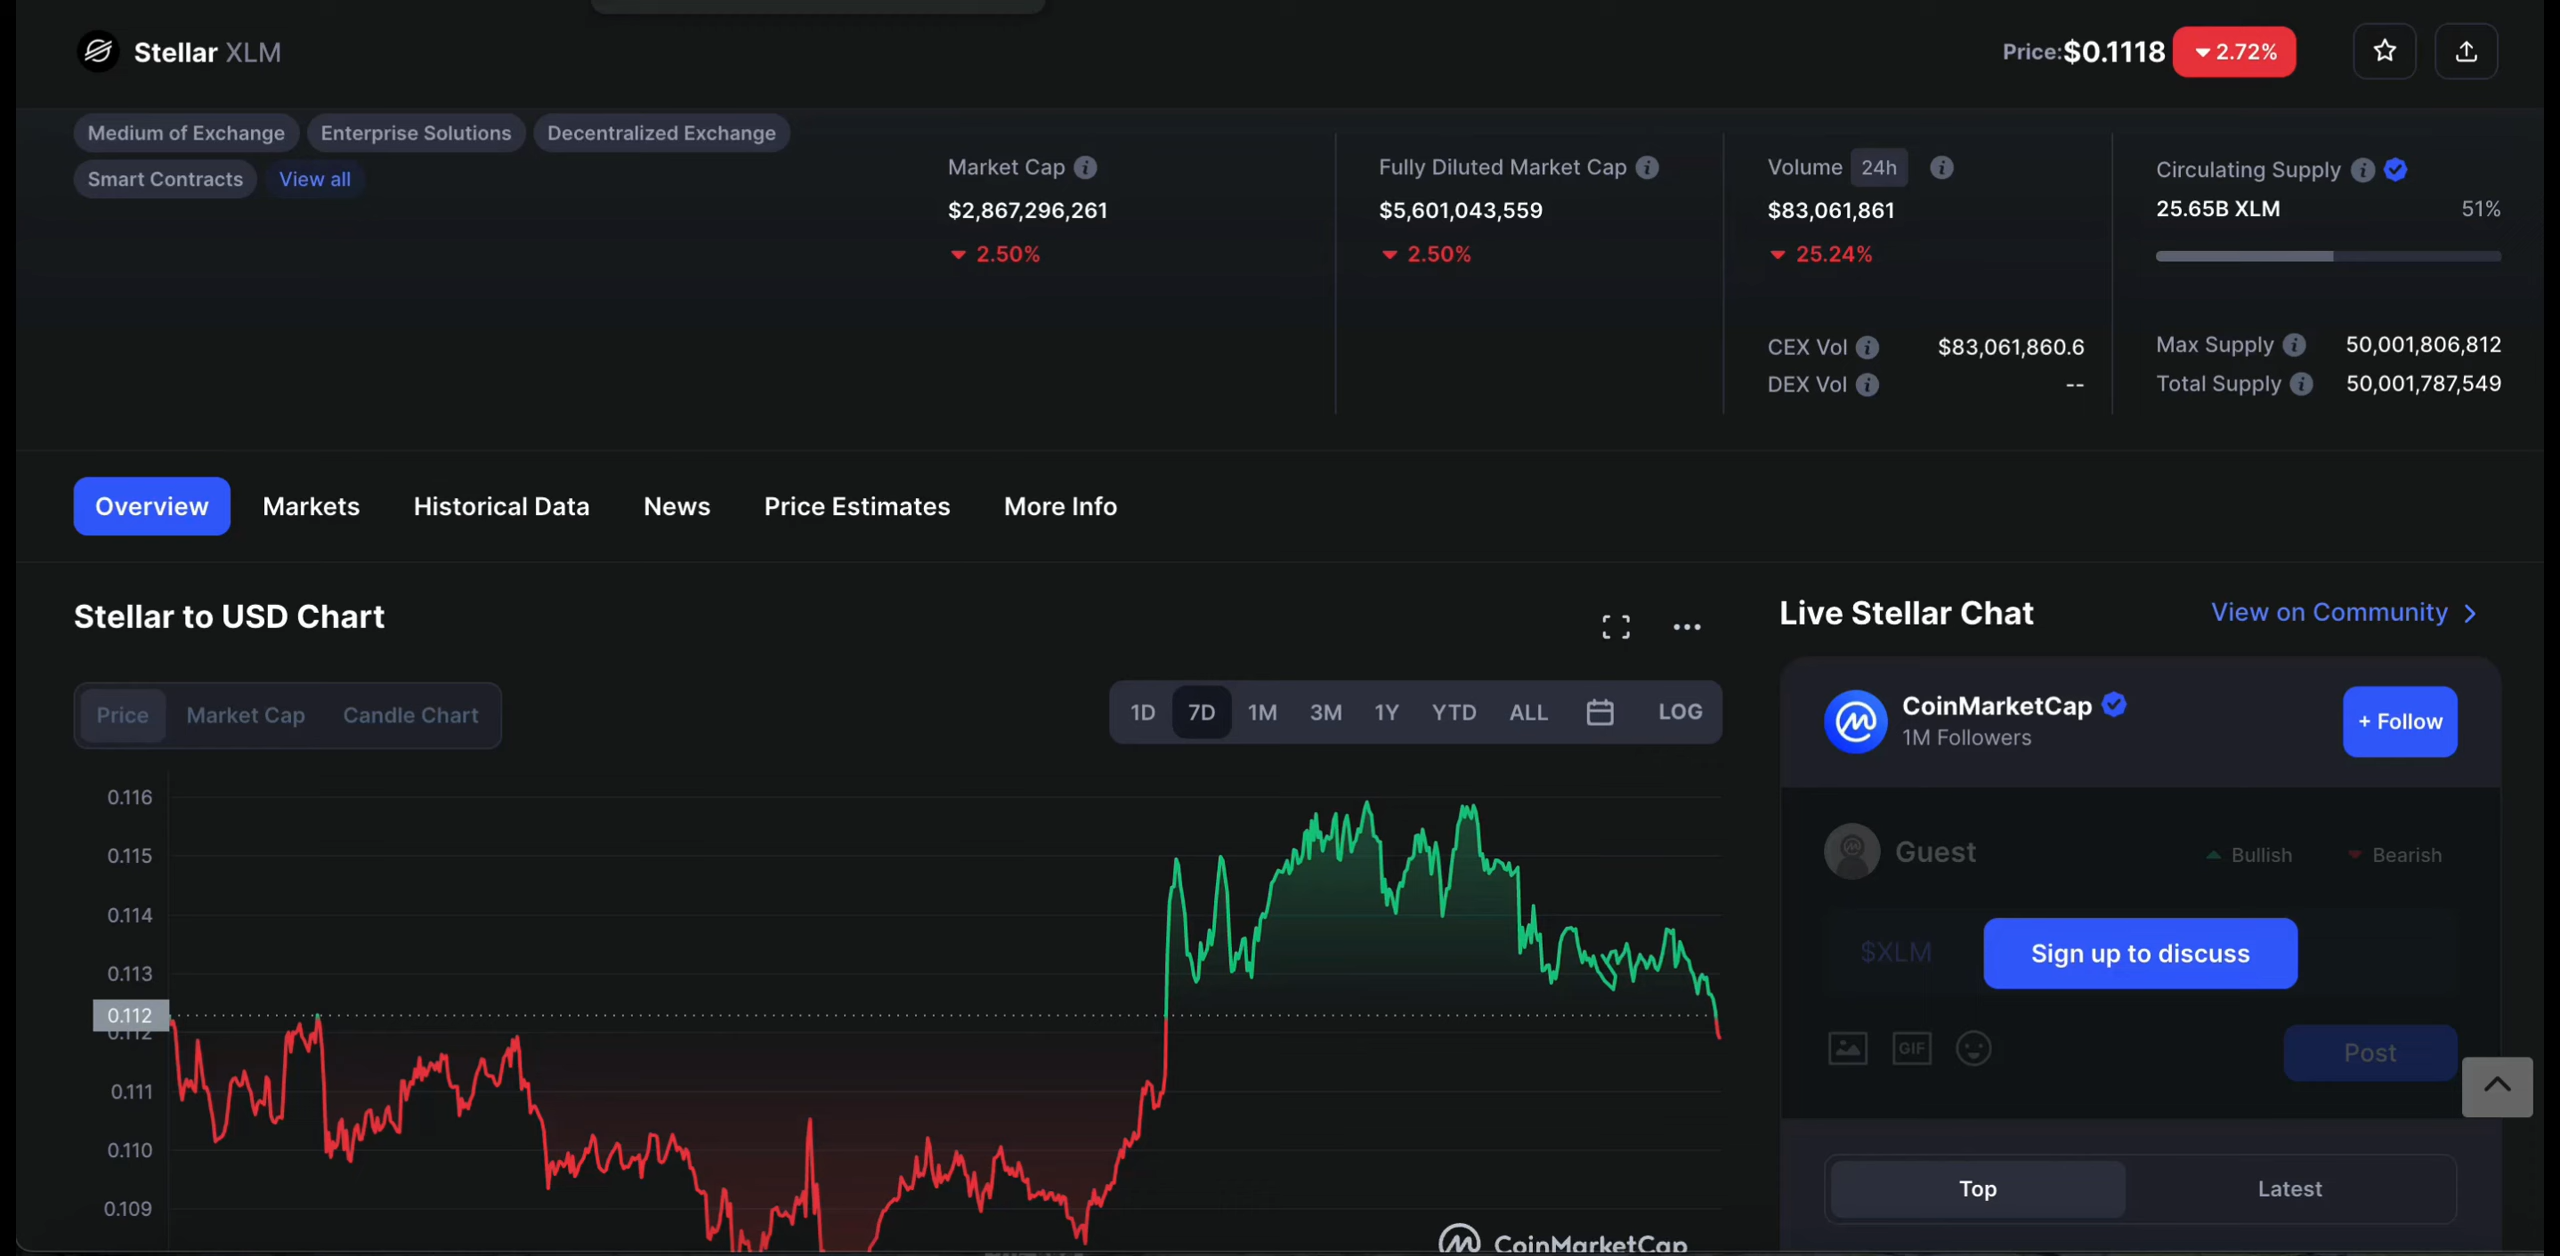 Stellar XLM
Price:$0.1118 2.72%
Medium of Exchange Enterprise Solutions Decentralized Exchange
Smart Contracts View all
Market Cap
$2,867,296,261
2.50%
Fully Diluted Market Cap
$5,601,043,559
2.50%
Volume 24h
$83,061,861
25.24%
CEX Vol $83,061,860.6
DEX Vol --
Circulating Supply
25.65B XLM 51%
Max Supply 50,001,806,812
Total Supply 50,001,787,549
Overview Markets Historical Data News Price Estimates More Info
Stellar to USD Chart
Price Market Cap Candle Chart
1D 7D 1M 3M 1Y YTD ALL LOG
0.116
0.115
0.114
0.113
0.112
0.112
0.111
0.110
0.109
CoinMarketCap
Live Stellar Chat View on Community
CoinMarketCap
1M Followers
+ Follow
Guest Bullish Bearish
$XLM Sign up to discuss
GIF Post
Top Latest